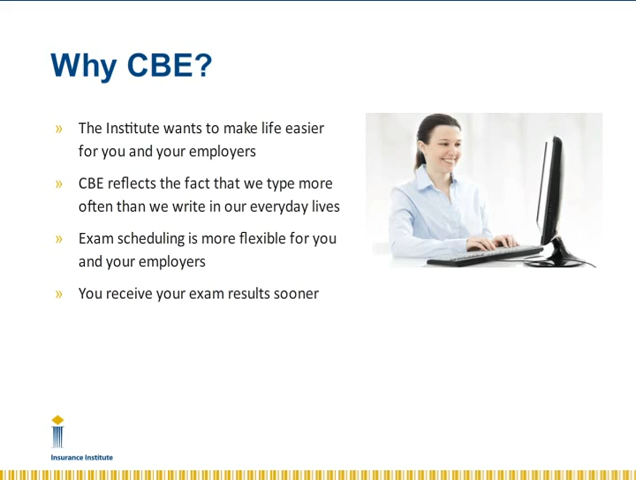 Why CBE?
» The Institute wants to make life easier
for you and your employers
» CBE reflects the fact that we type more
often than we write in our everyday lives
» Exam scheduling is more flexible for you
and your employers
» You receive your exam results sooner
Insurance Institute